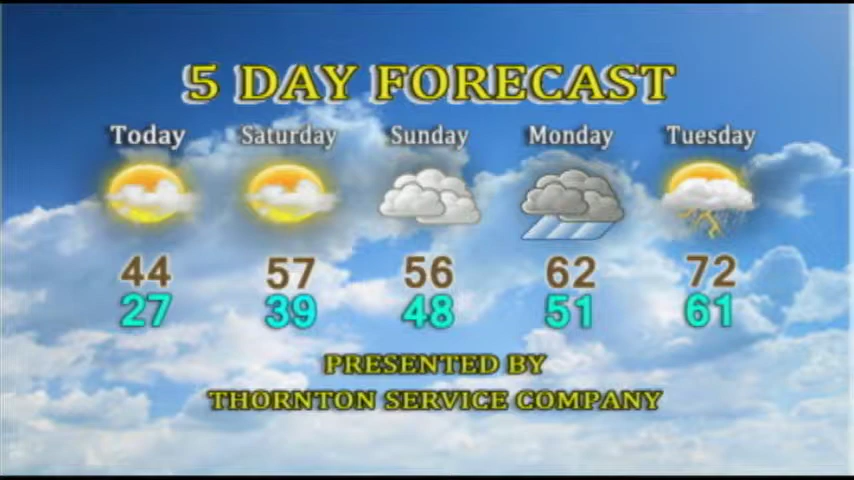 5 DAY FORECAST
Today Saturday Sunday Monday Tuesday
44 57 56 62 72
27 39 48 51 61
PRESENTED BY
THORNTON SERVICE COMPANY